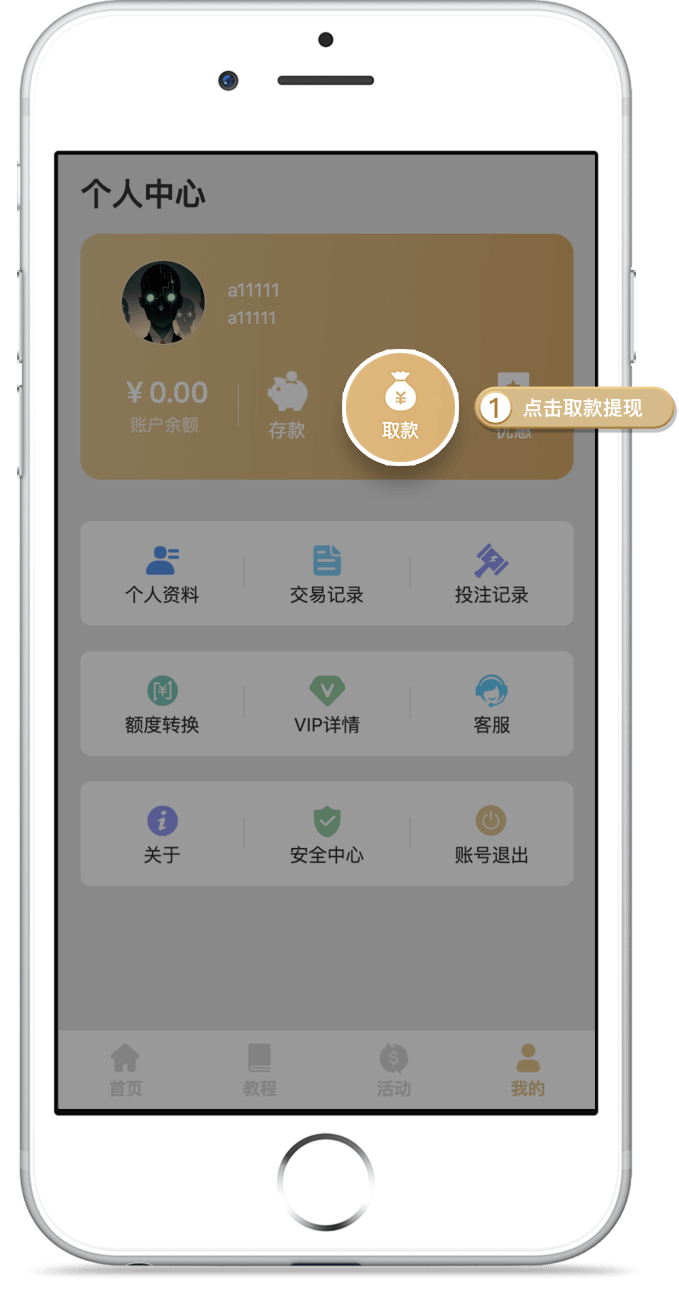 个人中心
a11111
a11111
¥ 0.00
账户余额
存款
¥
取款
优惠
1 点击取款提现
个人资料
交易记录
投注记录
¥
额度转换
V
VIP详情
客服
i
关于
安全中心
账号退出
$
首页
教程
活动
我的